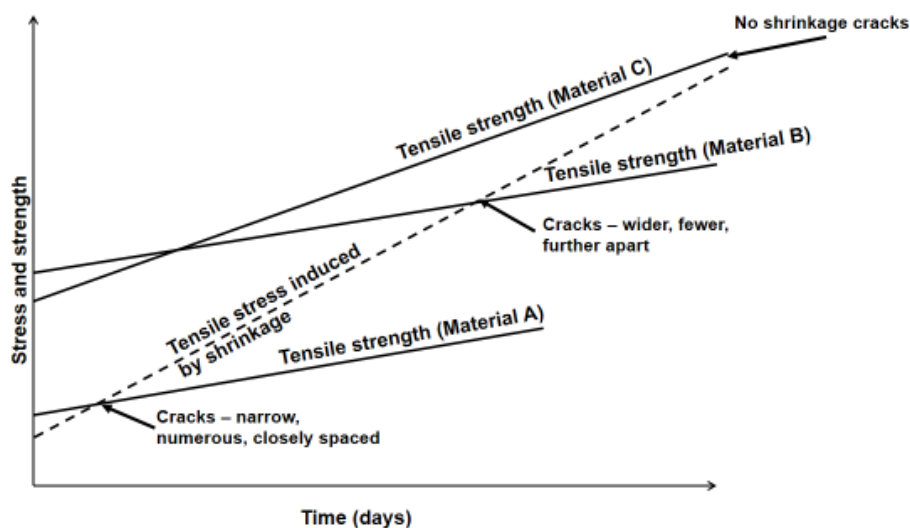 No shrinkage cracks
Tensile strength (Material C)
Tensile strength (Material B)
Cracks – wider, fewer,
further apart
Stress and strength
Tensile stress induced
by shrinkage
Tensile strength (Material A)
Cracks – narrow,
numerous, closely spaced
Time (days)